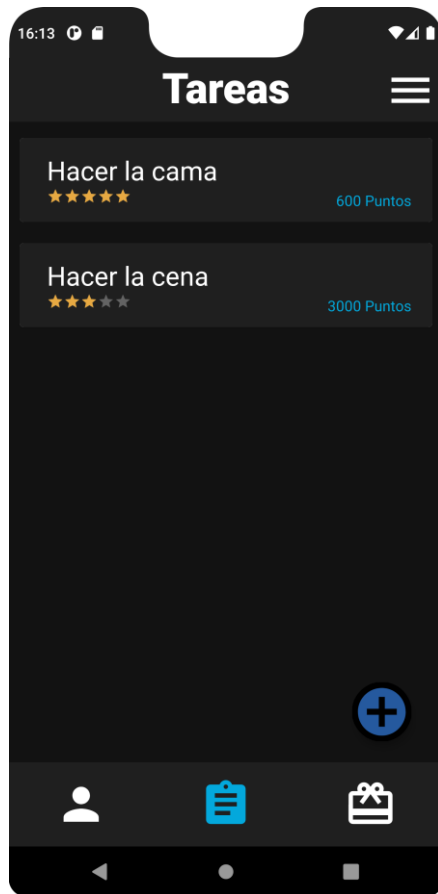 16:13
Tareas
Hacer la cama
600 Puntos
Hacer la cena
3000 Puntos